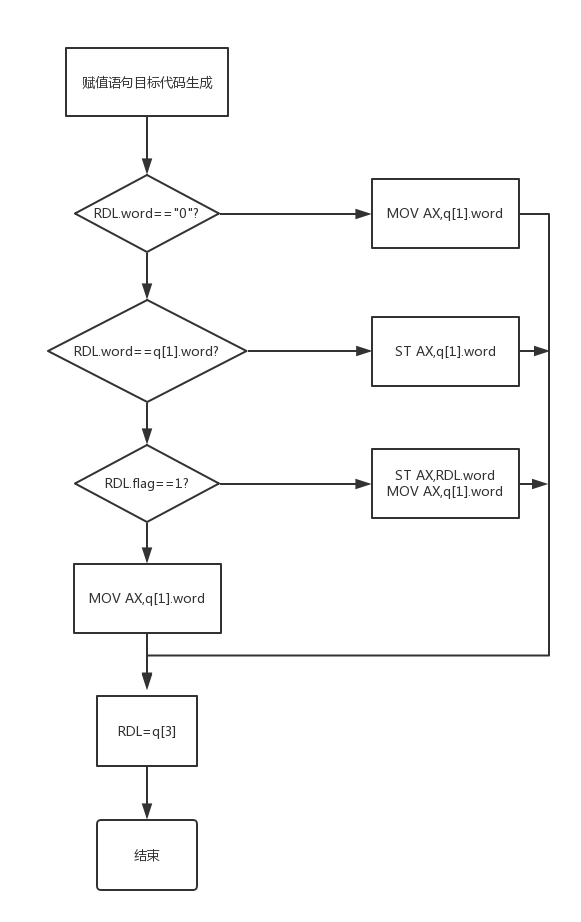 赋值语句目标代码生成
RDL.word=="0"?
MOV AX,q[1].word
RDL.word==q[1].word?
ST AX,q[1].word
RDL.flag==1?
ST AX,RDL.word
MOV AX,q[1].word
MOV AX,q[1].word
RDL=q[3]
结束